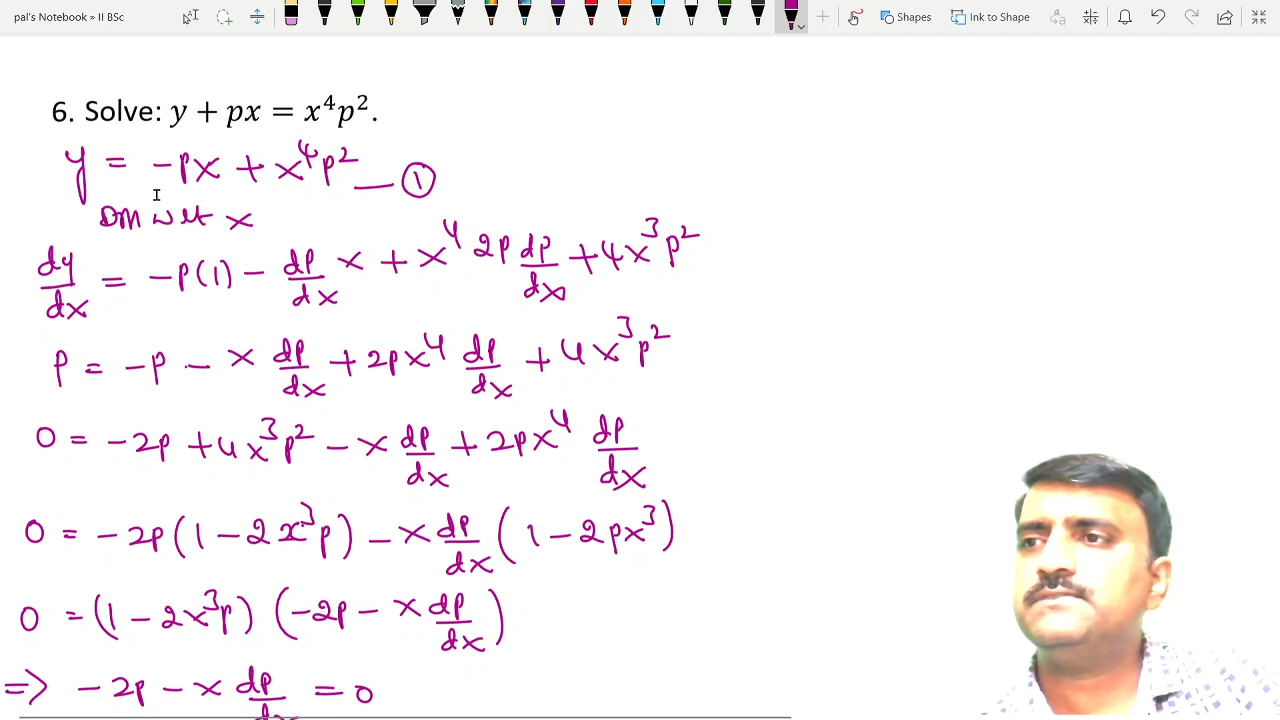 pal's Notebook » II BSc
Shapes Ink to Shape
6. Solve: y + px = x⁴p².
y = -px + x⁴p² — ①
Diff w.r.t x
dy/dx = -p(1) - dp/dx x + x⁴ 2p dp/dx + 4x³p²
p = -p - x dp/dx + 2px⁴ dp/dx + 4x³p²
0 = -2p + 4x³p² - x dp/dx + 2px⁴ dp/dx
0 = -2p(1 - 2x³p) - x dp/dx (1 - 2px³)
0 = (1 - 2x³p) (-2p - x dp/dx)
=> -2p - x dp/dx = 0